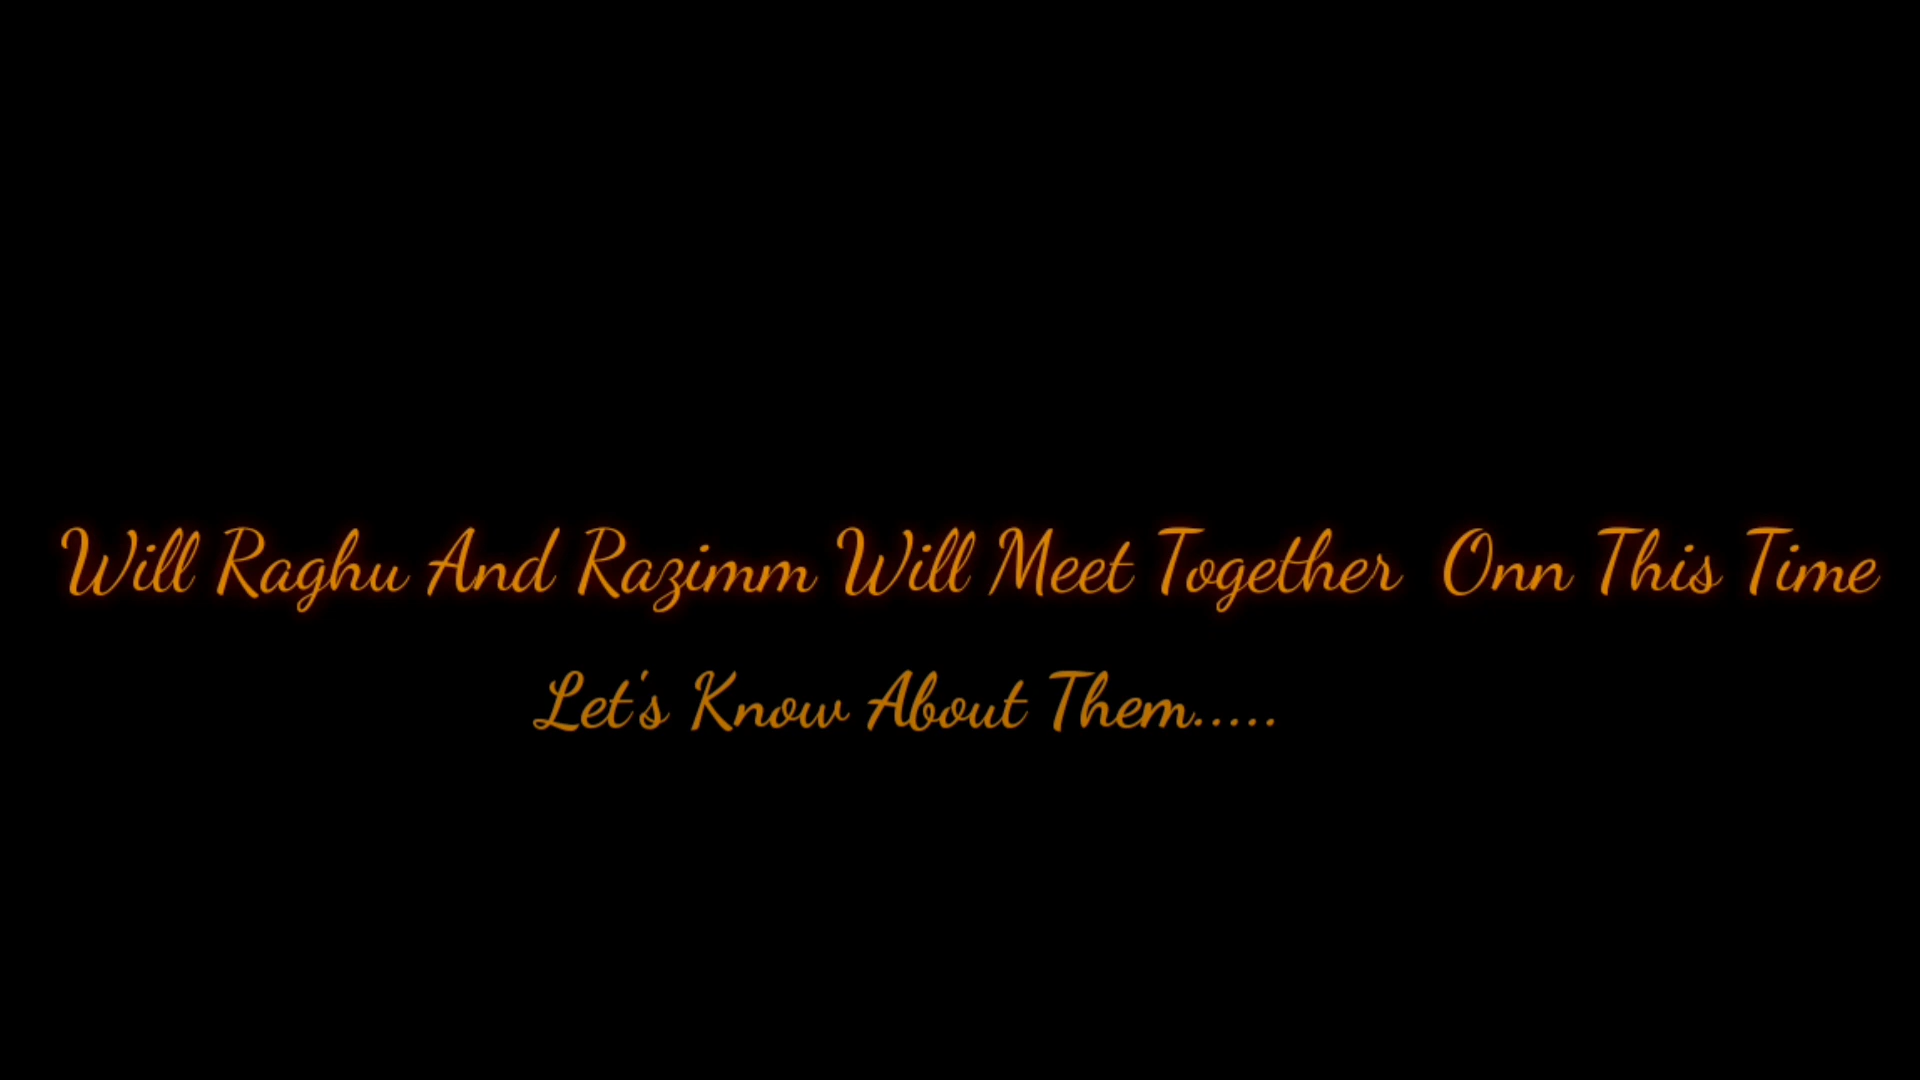 Will Raghu And Razimm Will Meet Together Onn This Time
Let's Know About Them.....